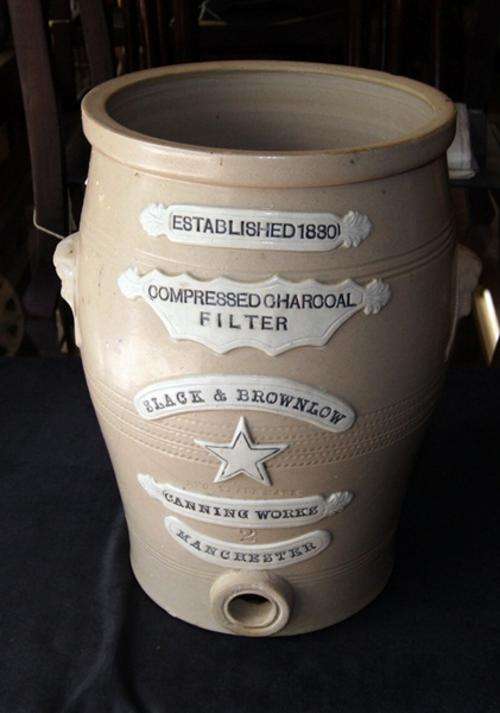 ESTABLISHED 1830
COMPRESSED CHARCOAL
FILTER
SLACK & BROWNLOW
CANNING WORKS
2
MANCHESTER